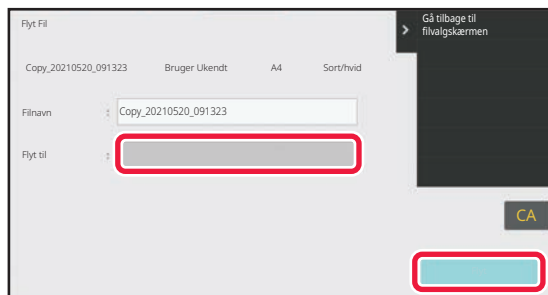 Flyt Fil
Gå tilbage til
filvalgskærmen
Copy_20210520_091323 Bruger Ukendt A4 Sort/hvid
Filnavn : Copy_20210520_091323
Flyt til :
CA